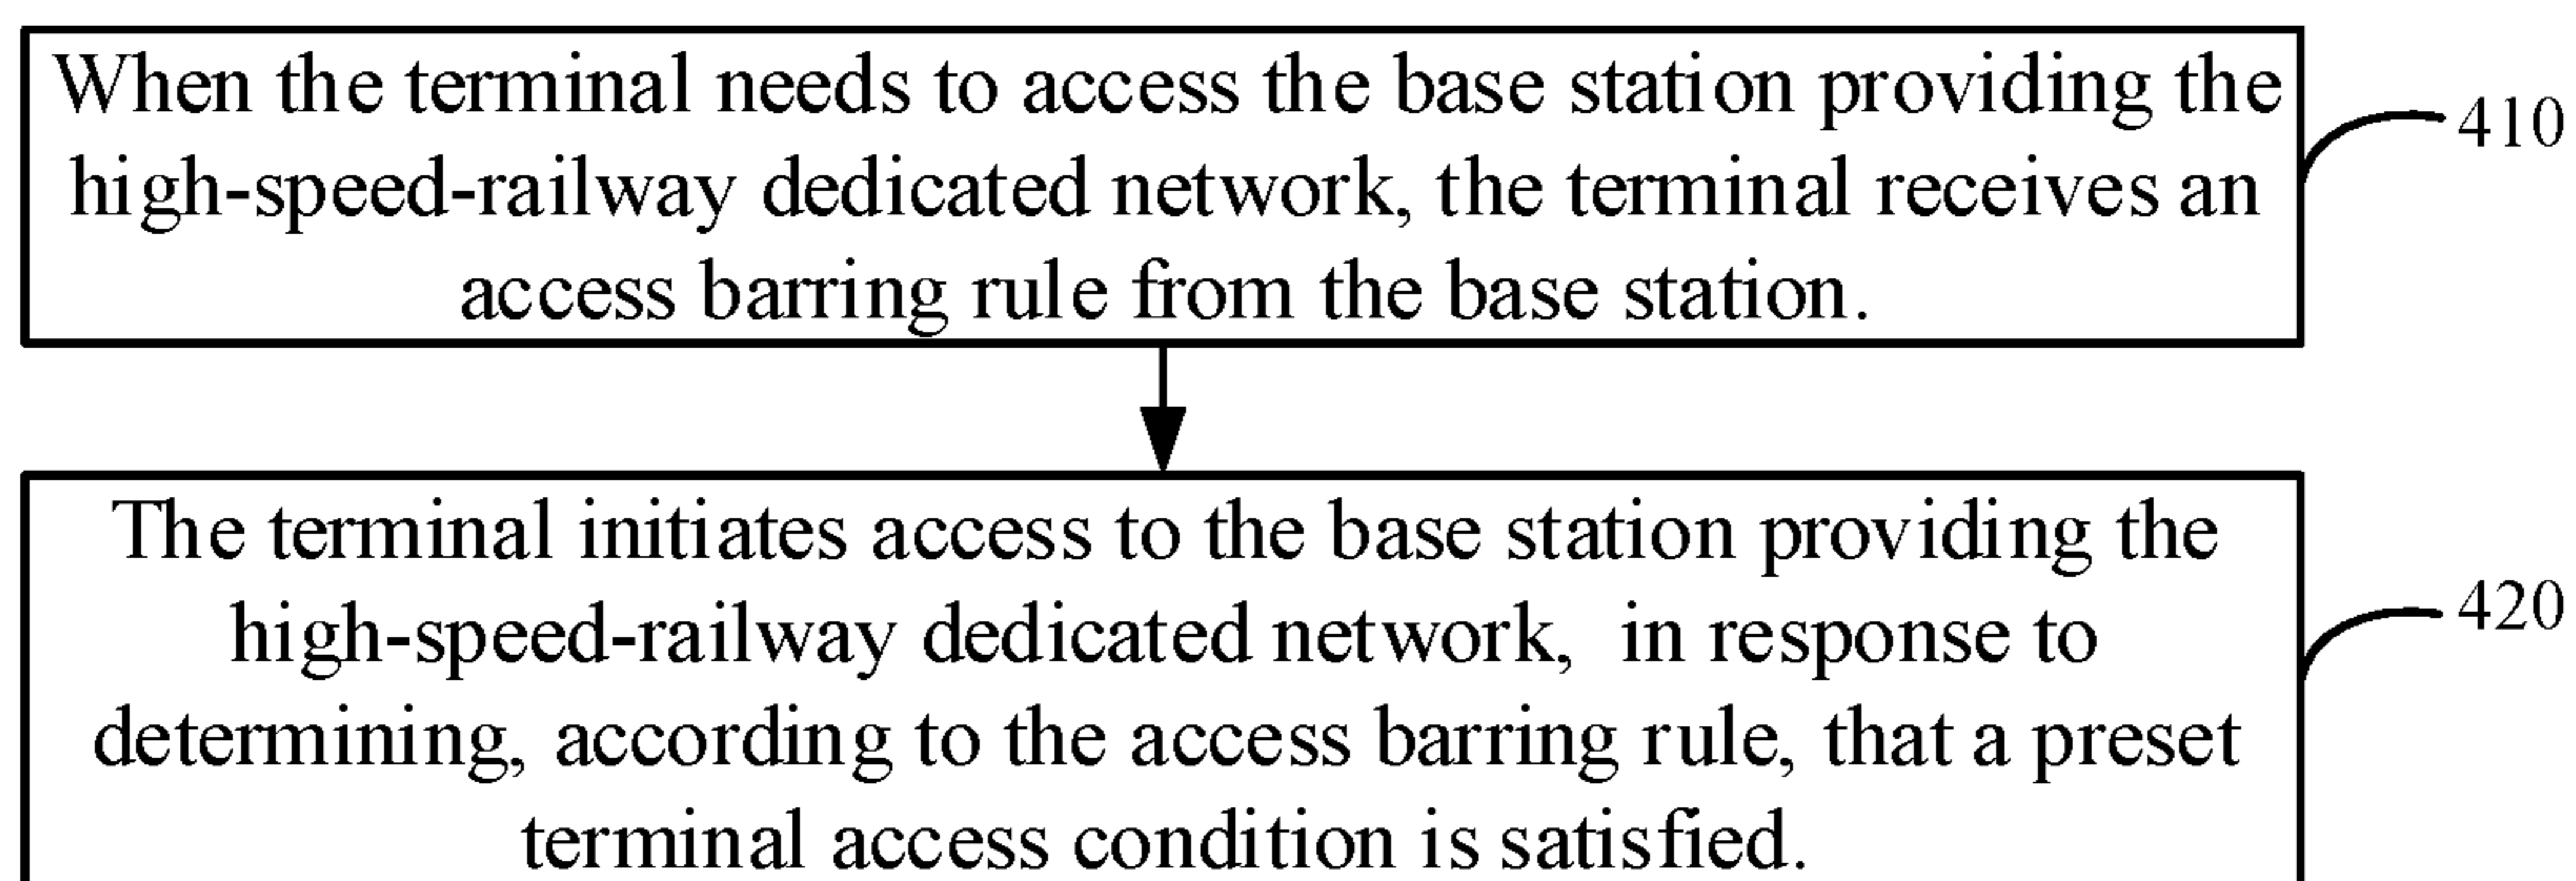 When the terminal needs to access the base station providing the
high-speed-railway dedicated network, the terminal receives an
access barring rule from the base station.
410
The terminal initiates access to the base station providing the
high-speed-railway dedicated network, in response to
determining, according to the access barring rule, that a preset
terminal access condition is satisfied.
420